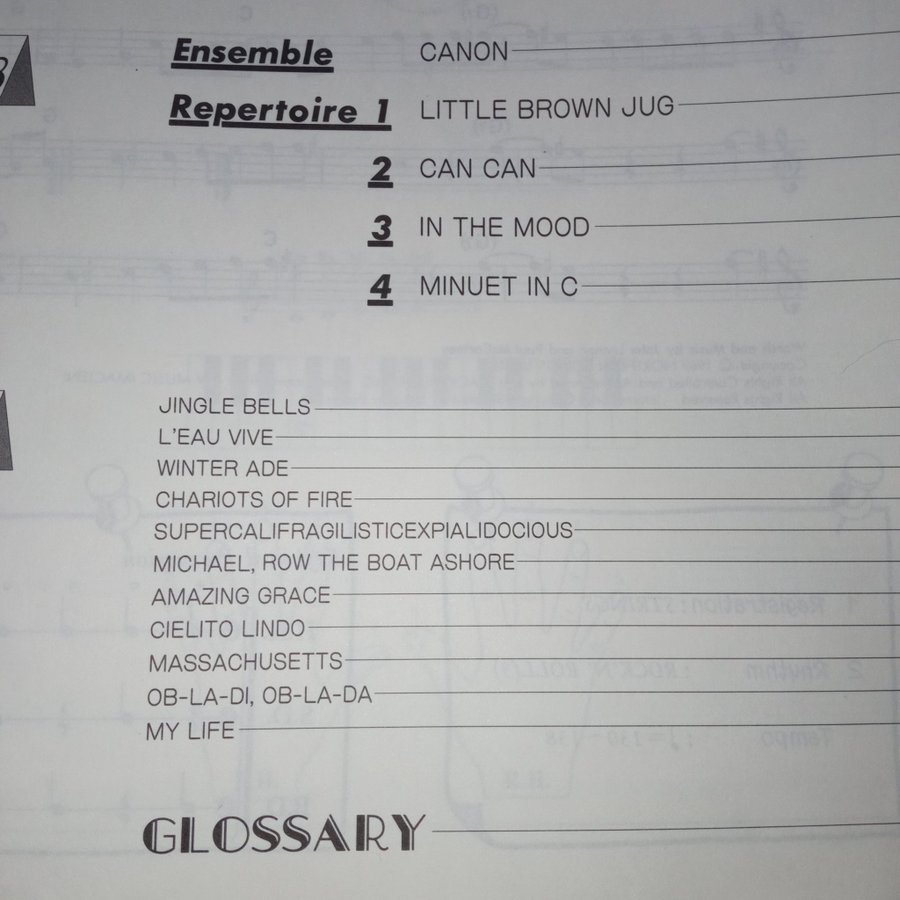 Ensemble CANON
Repertoire 1 LITTLE BROWN JUG
2 CAN CAN
3 IN THE MOOD
4 MINUET IN C
JINGLE BELLS
L'EAU VIVE
WINTER ADE
CHARIOTS OF FIRE
SUPERCALIFRAGILISTICEXPIALIDOCIOUS
MICHAEL, ROW THE BOAT ASHORE
AMAZING GRACE
CIELITO LINDO
MASSACHUSETTS
OB-LA-DI, OB-LA-DA
MY LIFE
GLOSSARY